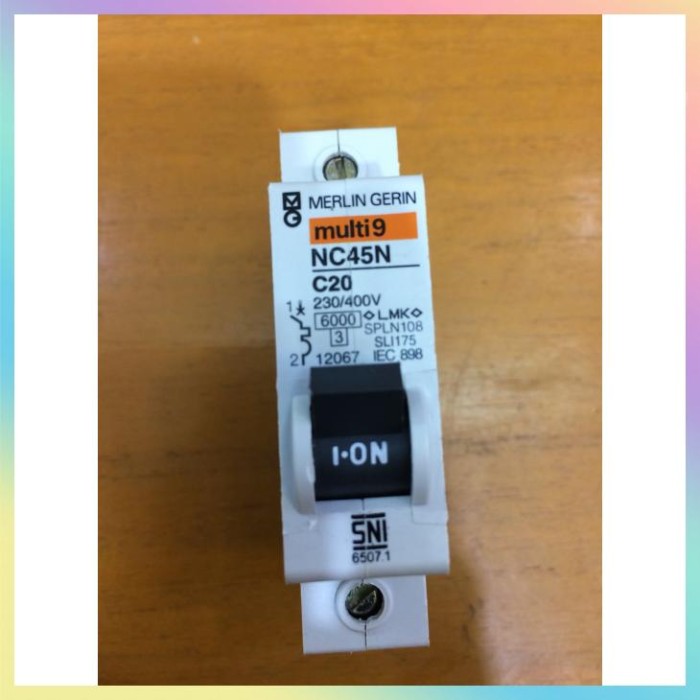 MERLIN GERIN
multi 9
NC45N
C20
230/400V
1
6000
LMK
3
SPLN108
SLI175
2
12067
IEC 898
I·ON
SNI
6507.1